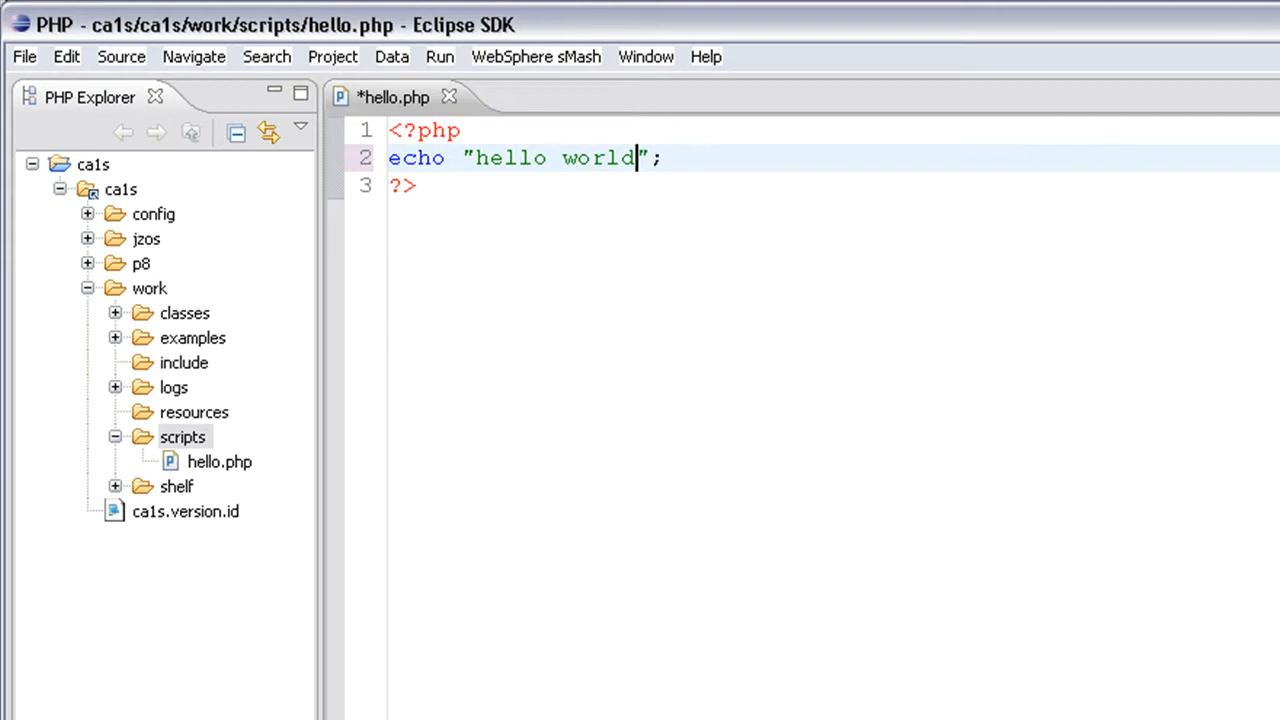 PHP - ca1s/ca1s/work/scripts/hello.php - Eclipse SDK
File Edit Source Navigate Search Project Data Run WebSphere sMash Window Help
PHP Explorer
*hello.php
ca1s
ca1s
config
jzos
p8
work
classes
examples
include
logs
resources
scripts
hello.php
shelf
ca1s.version.id
1 <?php
2 echo "hello world";
3 ?>